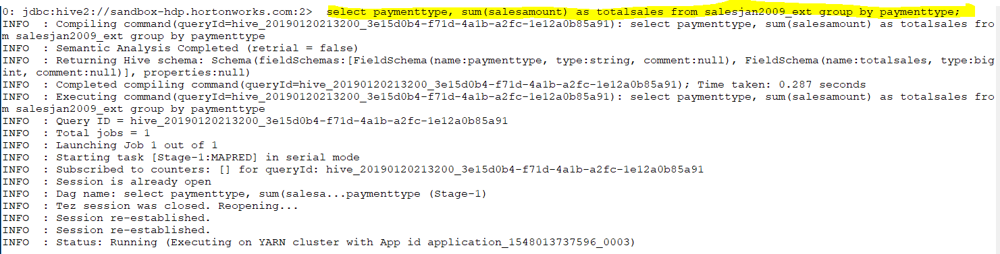 0: jdbc:hive2://sandbox-hdp.hortonworks.com:2> select paymenttype, sum(salesamount) as totalsales from salesjan2009_ext group by paymenttype;
INFO  : Compiling command(queryId=hive_20190120213200_3e15d0b4-f71d-4a1b-a2fc-1e12a0b85a91): select paymenttype, sum(salesamount) as totalsales fro
m salesjan2009_ext group by paymenttype
INFO  : Semantic Analysis Completed (retrial = false)
INFO  : Returning Hive schema: Schema(fieldSchemas:[FieldSchema(name:paymenttype, type:string, comment:null), FieldSchema(name:totalsales, type:big
int, comment:null)], properties:null)
INFO  : Completed compiling command(queryId=hive_20190120213200_3e15d0b4-f71d-4a1b-a2fc-1e12a0b85a91); Time taken: 0.287 seconds
INFO  : Executing command(queryId=hive_20190120213200_3e15d0b4-f71d-4a1b-a2fc-1e12a0b85a91): select paymenttype, sum(salesamount) as totalsales fro
m salesjan2009_ext group by paymenttype
INFO  : Query ID = hive_20190120213200_3e15d0b4-f71d-4a1b-a2fc-1e12a0b85a91
INFO  : Total jobs = 1
INFO  : Launching Job 1 out of 1
INFO  : Starting task [Stage-1:MAPRED] in serial mode
INFO  : Subscribed to counters: [] for queryId: hive_20190120213200_3e15d0b4-f71d-4a1b-a2fc-1e12a0b85a91
INFO  : Session is already open
INFO  : Dag name: select paymenttype, sum(salesa...paymenttype (Stage-1)
INFO  : Tez session was closed. Reopening...
INFO  : Session re-established.
INFO  : Session re-established.
INFO  : Status: Running (Executing on YARN cluster with App id application_1548013737596_0003)